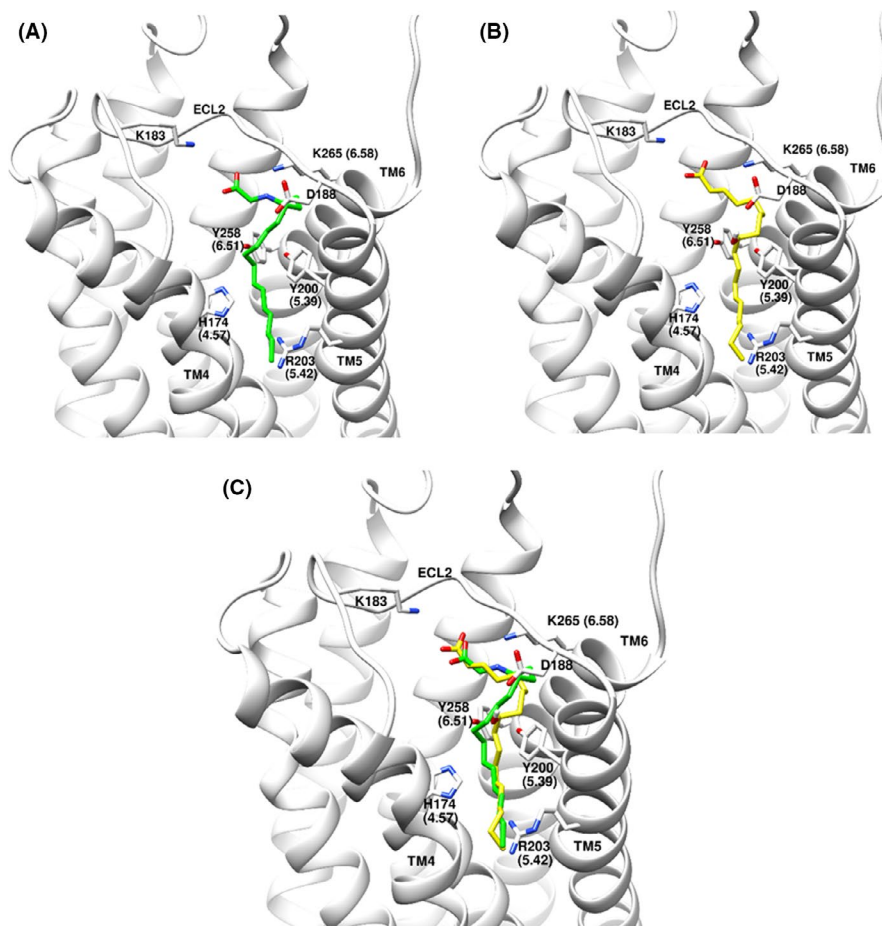 (A)
ECL2
K183
K265 (6.58)
TM6
D188
Y258
(6.51)
Y200
(5.39)
H174
(4.57)
R203
(5.42)
TM5
TM4
(B)
ECL2
K183
K265 (6.58)
TM6
D188
Y258
(6.51)
Y200
(5.39)
H174
(4.57)
R203
(5.42)
TM5
TM4
(C)
ECL2
K183
K265 (6.58)
TM6
D188
Y258
(6.51)
Y200
(5.39)
H174
(4.57)
R203
(5.42)
TM5
TM4